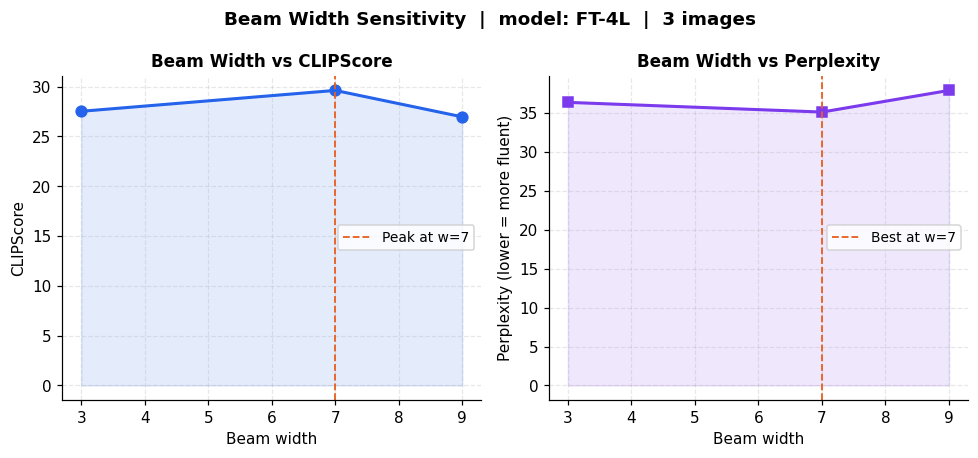 Beam Width Sensitivity | model: FT-4L | 3 images
Beam Width vs CLIPScore
CLIPScore
30
25
20
15
10
5
0
Peak at w=7
3 4 5 6 7 8 9
Beam width
Beam Width vs Perplexity
Perplexity (lower = more fluent)
35
30
25
20
15
10
5
0
Best at w=7
3 4 5 6 7 8 9
Beam width